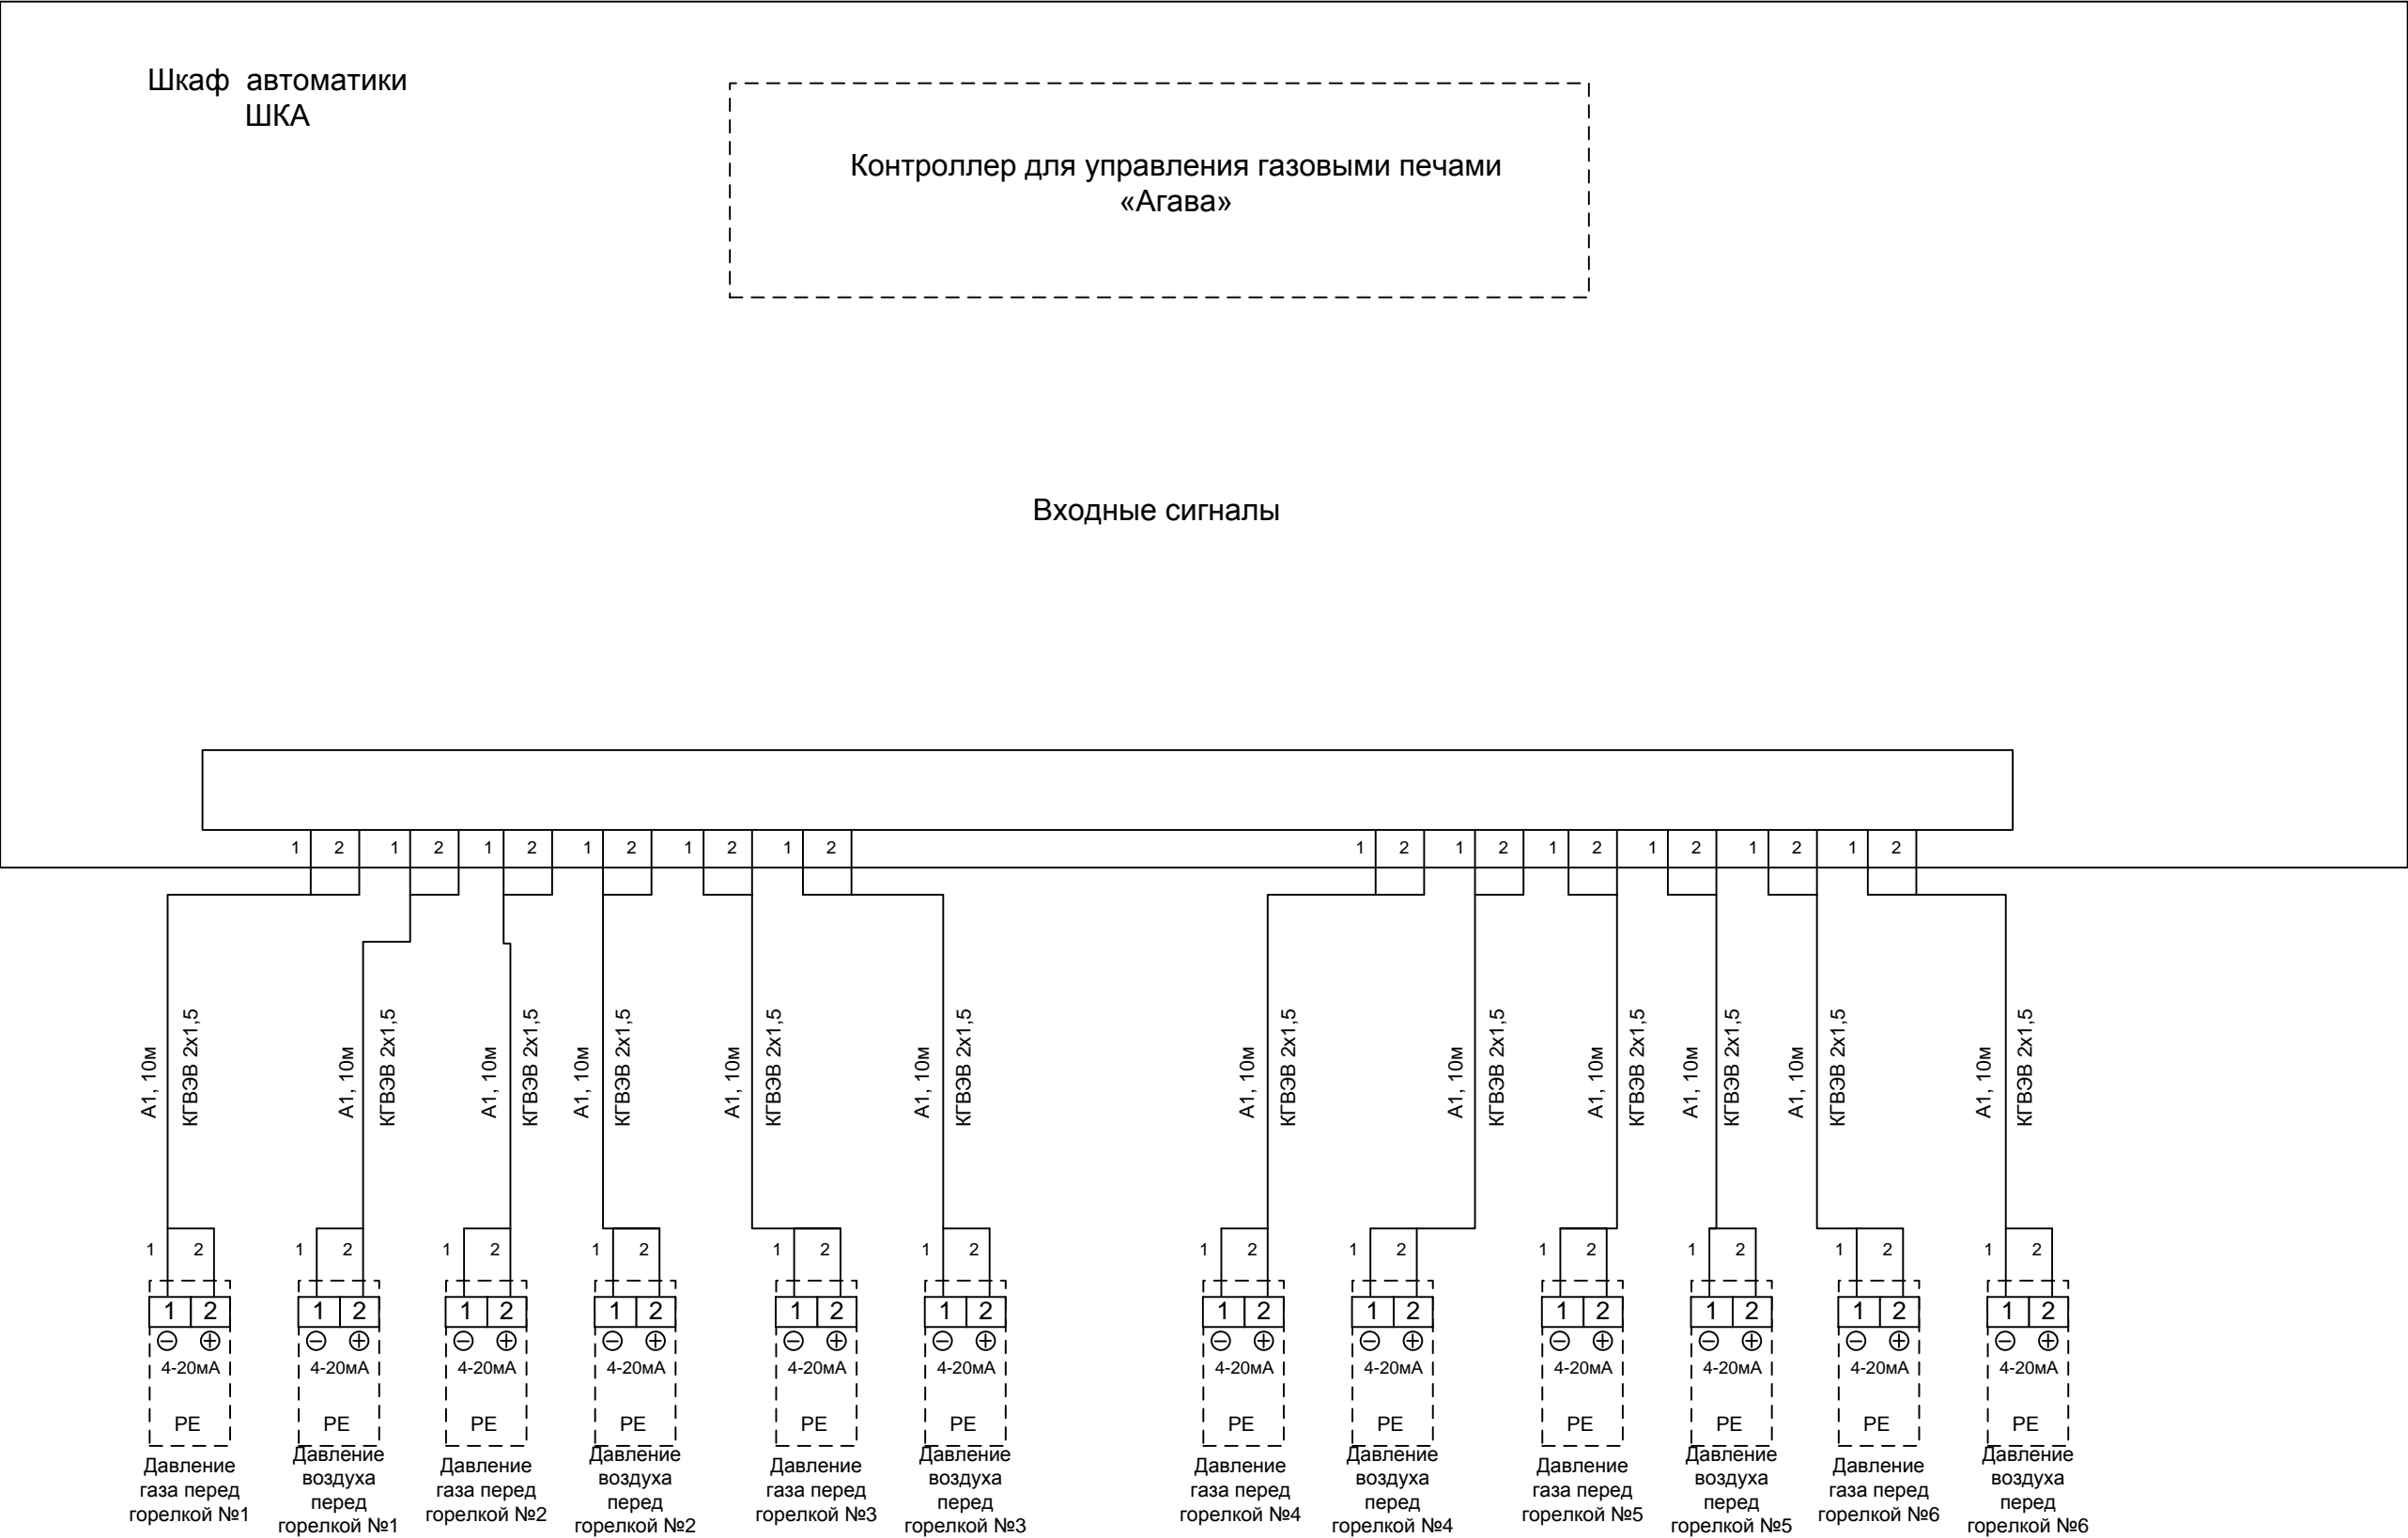 Шкаф автоматики
ШКА
Контроллер для управления газовыми печами
«Агава»
Входные сигналы
1 2 1 2 1 2 1 2 1 2 1 2 1 2 1 2 1 2 1 2 1 2 1 2
А1, 10м
КГВЭВ 2х1,5
А1, 10м
КГВЭВ 2х1,5
А1, 10м
КГВЭВ 2х1,5
А1, 10м
КГВЭВ 2х1,5
А1, 10м
КГВЭВ 2х1,5
А1, 10м
КГВЭВ 2х1,5
А1, 10м
КГВЭВ 2х1,5
А1, 10м
КГВЭВ 2х1,5
А1, 10м
КГВЭВ 2х1,5
А1, 10м
КГВЭВ 2х1,5
А1, 10м
КГВЭВ 2х1,5
А1, 10м
КГВЭВ 2х1,5
1 2 1 2 1 2 1 2 1 2 1 2 1 2 1 2 1 2 1 2 1 2 1 2
1 2 1 2 1 2 1 2 1 2 1 2 1 2 1 2 1 2 1 2 1 2 1 2
4-20мА 4-20мА 4-20мА 4-20мА 4-20мА 4-20мА 4-20мА 4-20мА 4-20мА 4-20мА 4-20мА 4-20мА
PE PE PE PE PE PE PE PE PE PE PE PE
Давление
газа перед
горелкой №1
Давление
воздуха
перед
горелкой №1
Давление
газа перед
горелкой №2
Давление
воздуха
перед
горелкой №2
Давление
газа перед
горелкой №3
Давление
воздуха
перед
горелкой №3
Давление
газа перед
горелкой №4
Давление
воздуха
перед
горелкой №4
Давление
газа перед
горелкой №5
Давление
воздуха
перед
горелкой №5
Давление
газа перед
горелкой №6
Давление
воздуха
перед
горелкой №6